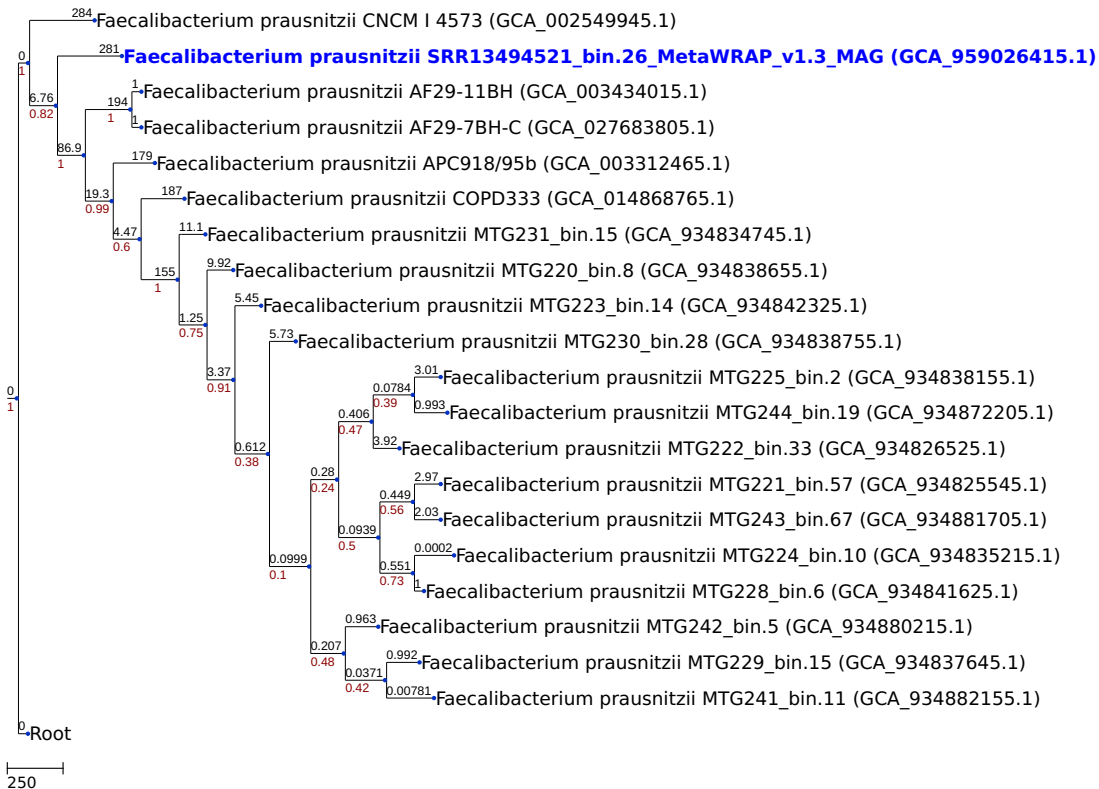 284 Faecalibacterium prausnitzii CNCM I 4573 (GCA_002549945.1)
0
1
281 Faecalibacterium prausnitzii SRR13494521_bin.26_MetaWRAP_v1.3_MAG (GCA_959026415.1)
6.76
0.82
1 Faecalibacterium prausnitzii AF29-11BH (GCA_003434015.1)
194
1
1 Faecalibacterium prausnitzii AF29-7BH-C (GCA_027683805.1)
86.9
1
179 Faecalibacterium prausnitzii APC918/95b (GCA_003312465.1)
19.3
0.99
187 Faecalibacterium prausnitzii COPD333 (GCA_014868765.1)
4.47
0.6
11.1 Faecalibacterium prausnitzii MTG231_bin.15 (GCA_934834745.1)
155
1
9.92 Faecalibacterium prausnitzii MTG220_bin.8 (GCA_934838655.1)
1.25
0.75
5.45 Faecalibacterium prausnitzii MTG223_bin.14 (GCA_934842325.1)
3.37
0.91
5.73 Faecalibacterium prausnitzii MTG230_bin.28 (GCA_934838755.1)
0.612
0.38
3.01 Faecalibacterium prausnitzii MTG225_bin.2 (GCA_934838155.1)
0.0784
0.39
0.993 Faecalibacterium prausnitzii MTG244_bin.19 (GCA_934872205.1)
0.406
0.47
3.92 Faecalibacterium prausnitzii MTG222_bin.33 (GCA_934826525.1)
0.28
0.24
2.97 Faecalibacterium prausnitzii MTG221_bin.57 (GCA_934825545.1)
0.449
0.56
2.03 Faecalibacterium prausnitzii MTG243_bin.67 (GCA_934881705.1)
0.0939
0.5
0.0002 Faecalibacterium prausnitzii MTG224_bin.10 (GCA_934835215.1)
0.551
0.73
1 Faecalibacterium prausnitzii MTG228_bin.6 (GCA_934841625.1)
0.0999
0.1
0.963 Faecalibacterium prausnitzii MTG242_bin.5 (GCA_934880215.1)
0.207
0.48
0.992 Faecalibacterium prausnitzii MTG229_bin.15 (GCA_934837645.1)
0.0371
0.42
0.00781 Faecalibacterium prausnitzii MTG241_bin.11 (GCA_934882155.1)
0
1
0 Root
250